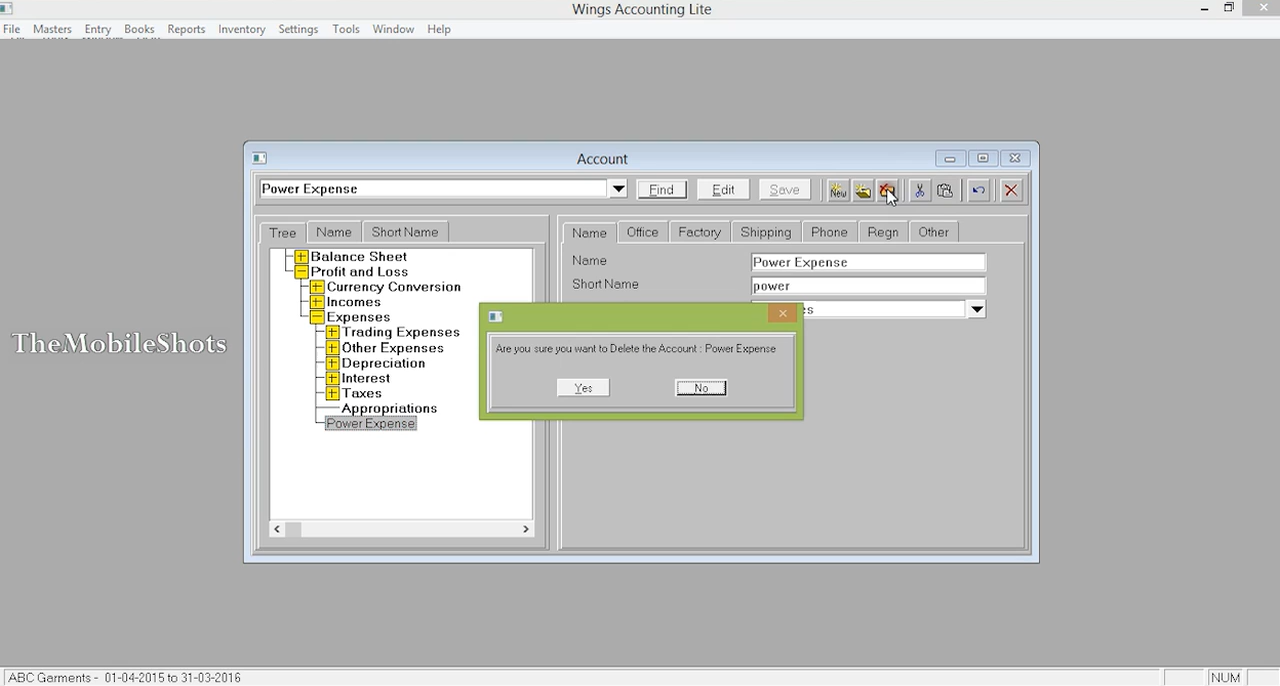 Wings Accounting Lite
File Masters Entry Books Reports Inventory Settings Tools Window Help
Account
Power Expense Find Edit Save New
Tree Name Short Name
Balance Sheet
Profit and Loss
Currency Conversion
Incomes
Expenses
Trading Expenses
Other Expenses
Depreciation
Interest
Taxes
Appropriations
Power Expense
Name Office Factory Shipping Phone Regn Other
Name Power Expense
Short Name power
Are you sure you want to Delete the Account : Power Expense
Yes No
TheMobileShots
ABC Garments - 01-04-2015 to 31-03-2016 NUM